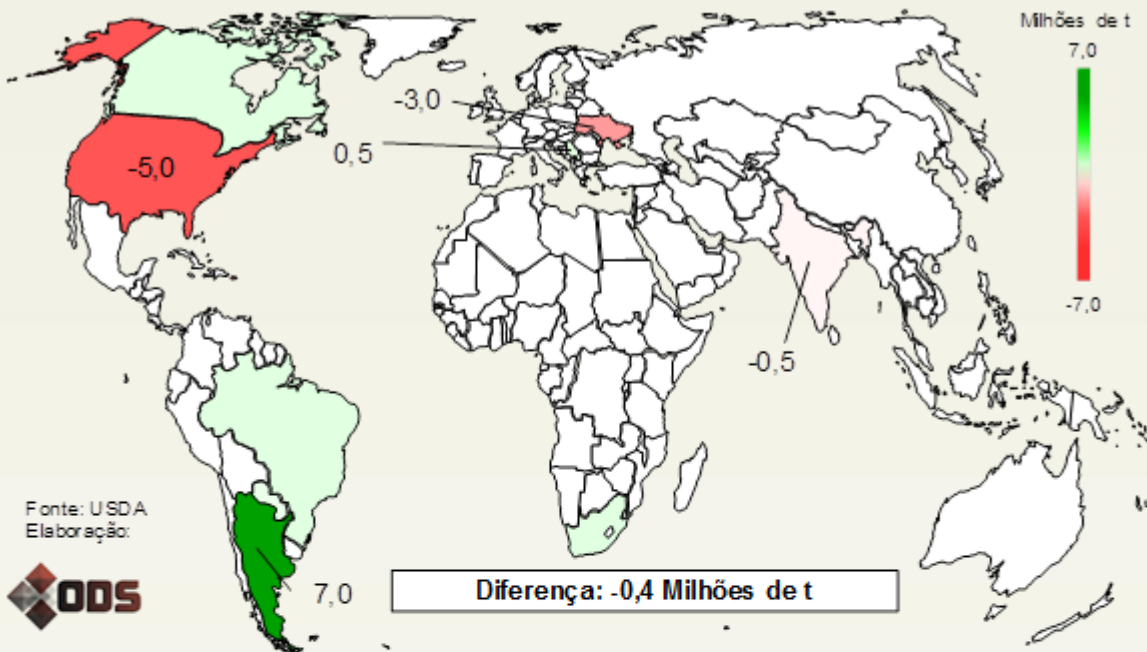 Milhões de t
7,0
-3,0
0,5
-5,0
-7,0
-0,5
Fonte: USDA
Elaboração:
ODS
7,0
Diferença: -0,4 Milhões de t